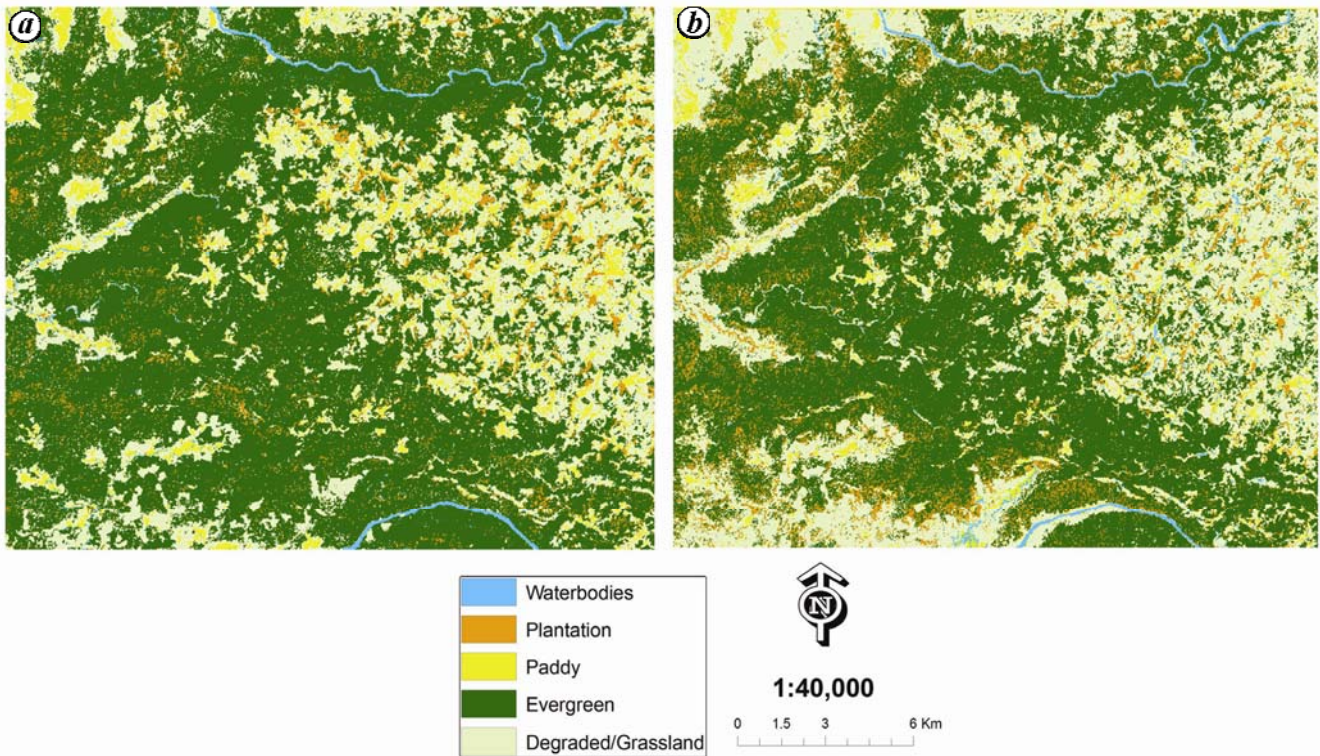 a
b
Waterbodies
Plantation
Paddy
Evergreen
Degraded/Grassland
N
1:40,000
0 1.5 3 6 Km